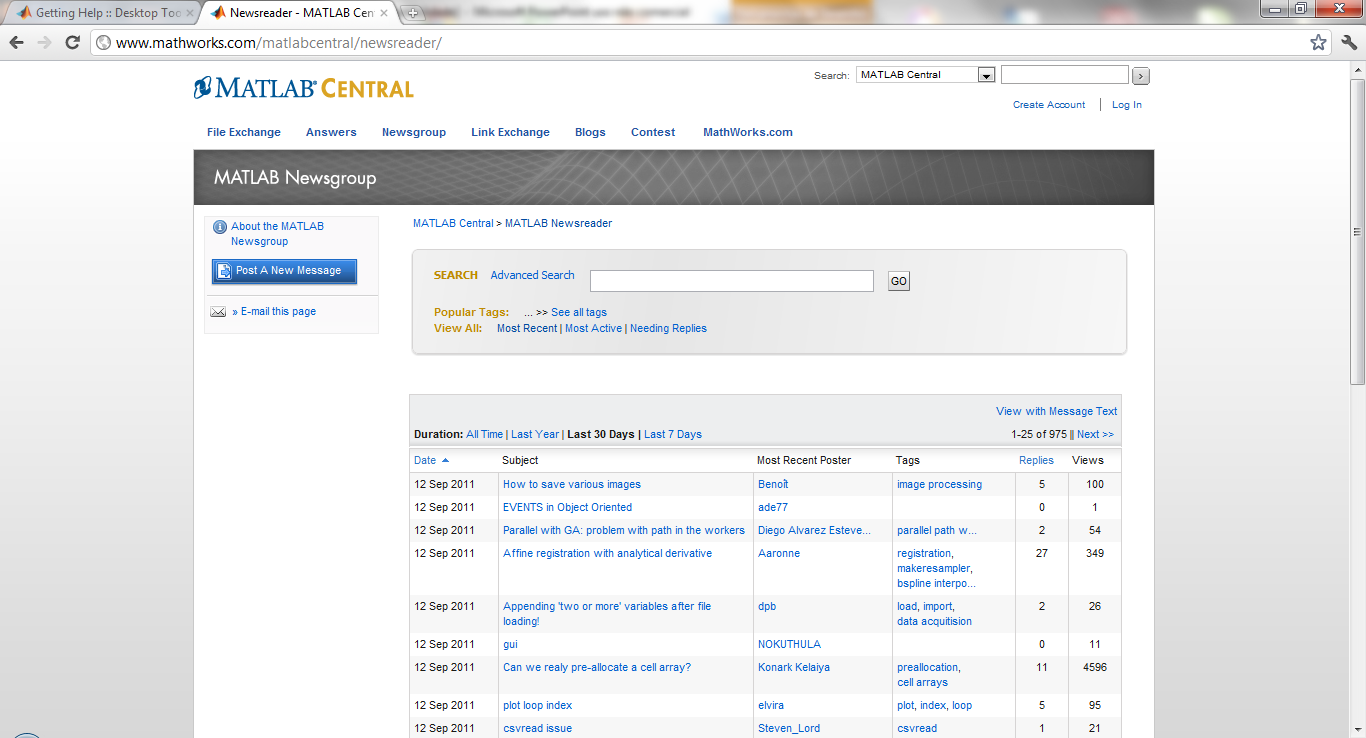 Getting Help :: Desktop Too
Newsreader - MATLAB Cen
www.mathworks.com/matlabcentral/newsreader/
MATLAB CENTRAL
Search: MATLAB Central
Create Account | Log In
File Exchange Answers Newsgroup Link Exchange Blogs Contest MathWorks.com
MATLAB Newsgroup
About the MATLAB
Newsgroup
Post A New Message
» E-mail this page
MATLAB Central > MATLAB Newsreader
SEARCH Advanced Search GO
Popular Tags: ... >> See all tags
View All: Most Recent | Most Active | Needing Replies
View with Message Text
Duration: All Time | Last Year | Last 30 Days | Last 7 Days 1-25 of 975 || Next >>
Date Subject Most Recent Poster Tags Replies Views
12 Sep 2011 How to save various images Benoît image processing 5 100
12 Sep 2011 EVENTS in Object Oriented ade77 0 1
12 Sep 2011 Parallel with GA: problem with path in the workers Diego Alvarez Esteve... parallel path w... 2 54
12 Sep 2011 Affine registration with analytical derivative Aaronne registration, 27 349
makeresampler,
bspline interpo...
12 Sep 2011 Appending 'two or more' variables after file dpb load, import, 2 26
loading! data acquitision
12 Sep 2011 gui NOKUTHULA 0 11
12 Sep 2011 Can we realy pre-allocate a cell array? Konark Kelaiya preallocation, 11 4596
cell arrays
12 Sep 2011 plot loop index elvira plot, index, loop 5 95
12 Sep 2011 csvread issue Steven_Lord csvread 1 21